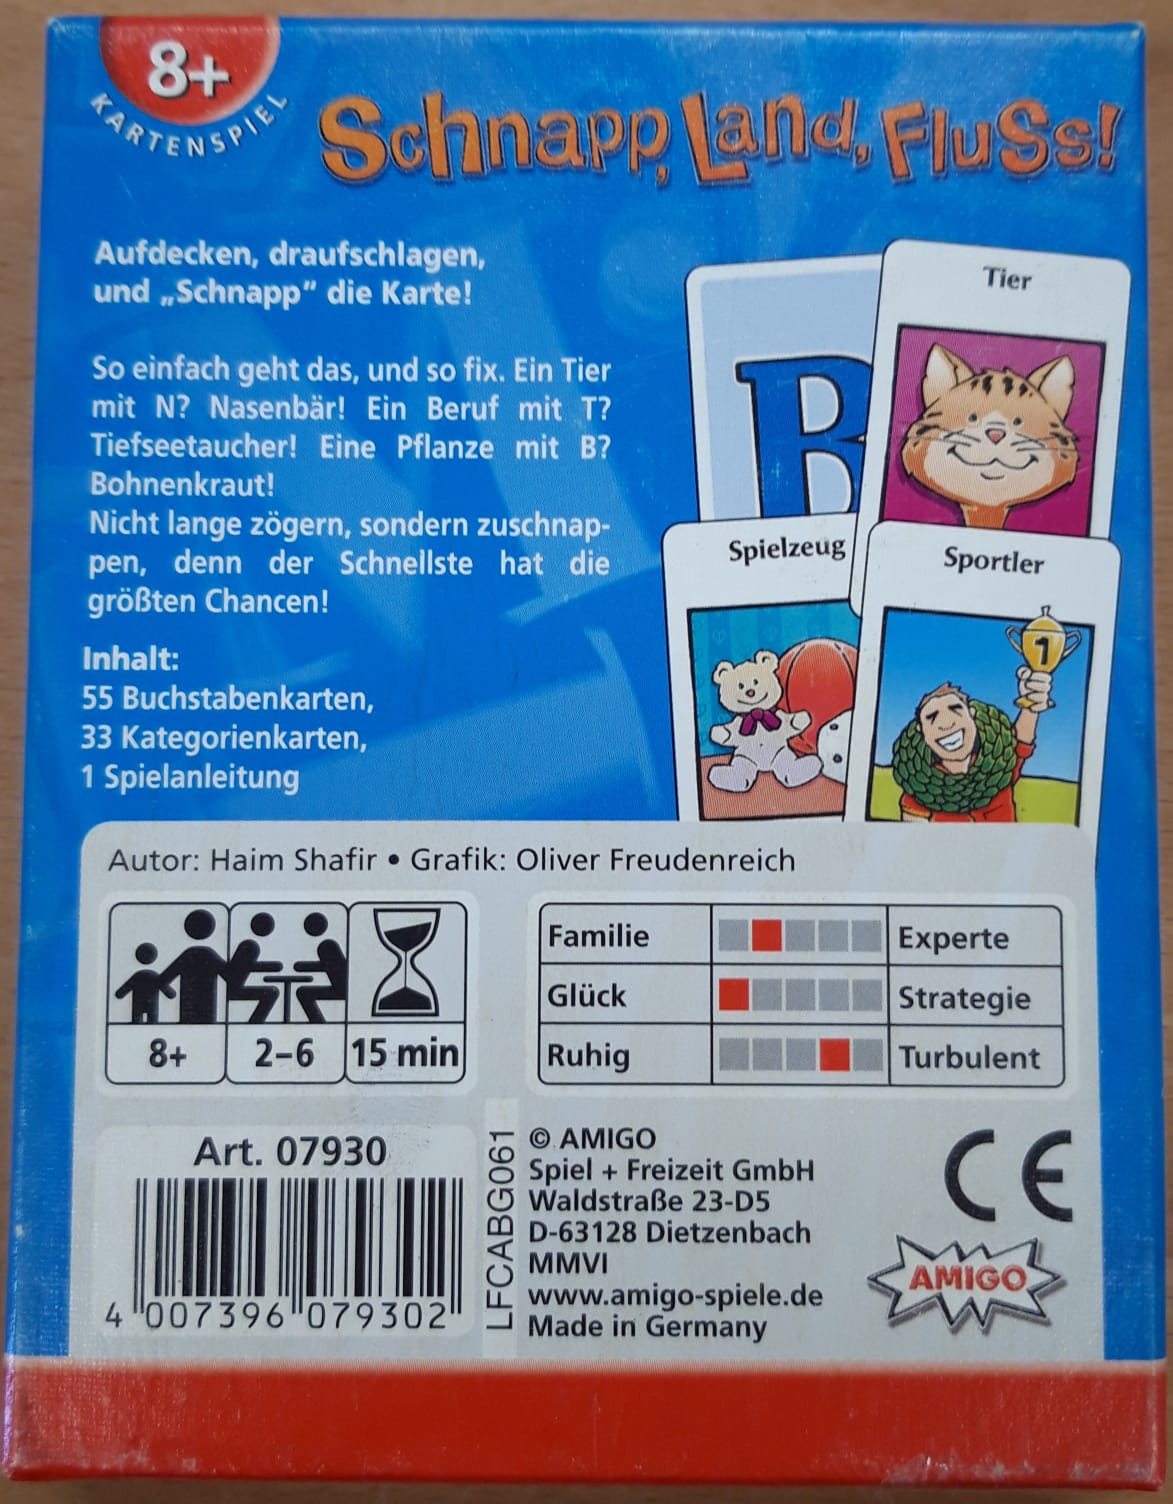 8+
KARTENSPIEL
Schnapp, Land, Fluss!
Aufdecken, draufschlagen,
und „Schnapp“ die Karte!
So einfach geht das, und so fix. Ein Tier
mit N? Nasenbär! Ein Beruf mit T?
Tiefseetaucher! Eine Pflanze mit B?
Bohnenkraut!
Nicht lange zögern, sondern zuschnap-
pen, denn der Schnellste hat die
größten Chancen!
Inhalt:
55 Buchstabenkarten,
33 Kategorienkarten,
1 Spielanleitung
B
Tier
Spielzeug
Sportler
1
Autor: Haim Shafir • Grafik: Oliver Freudenreich
8+
2–6
15 min
Familie Experte
Glück Strategie
Ruhig Turbulent
Art. 07930
4 007396 079302
LFCABG061
© AMIGO
Spiel + Freizeit GmbH
Waldstraße 23-D5
D-63128 Dietzenbach
MMVI
www.amigo-spiele.de
Made in Germany
CE
AMIGO